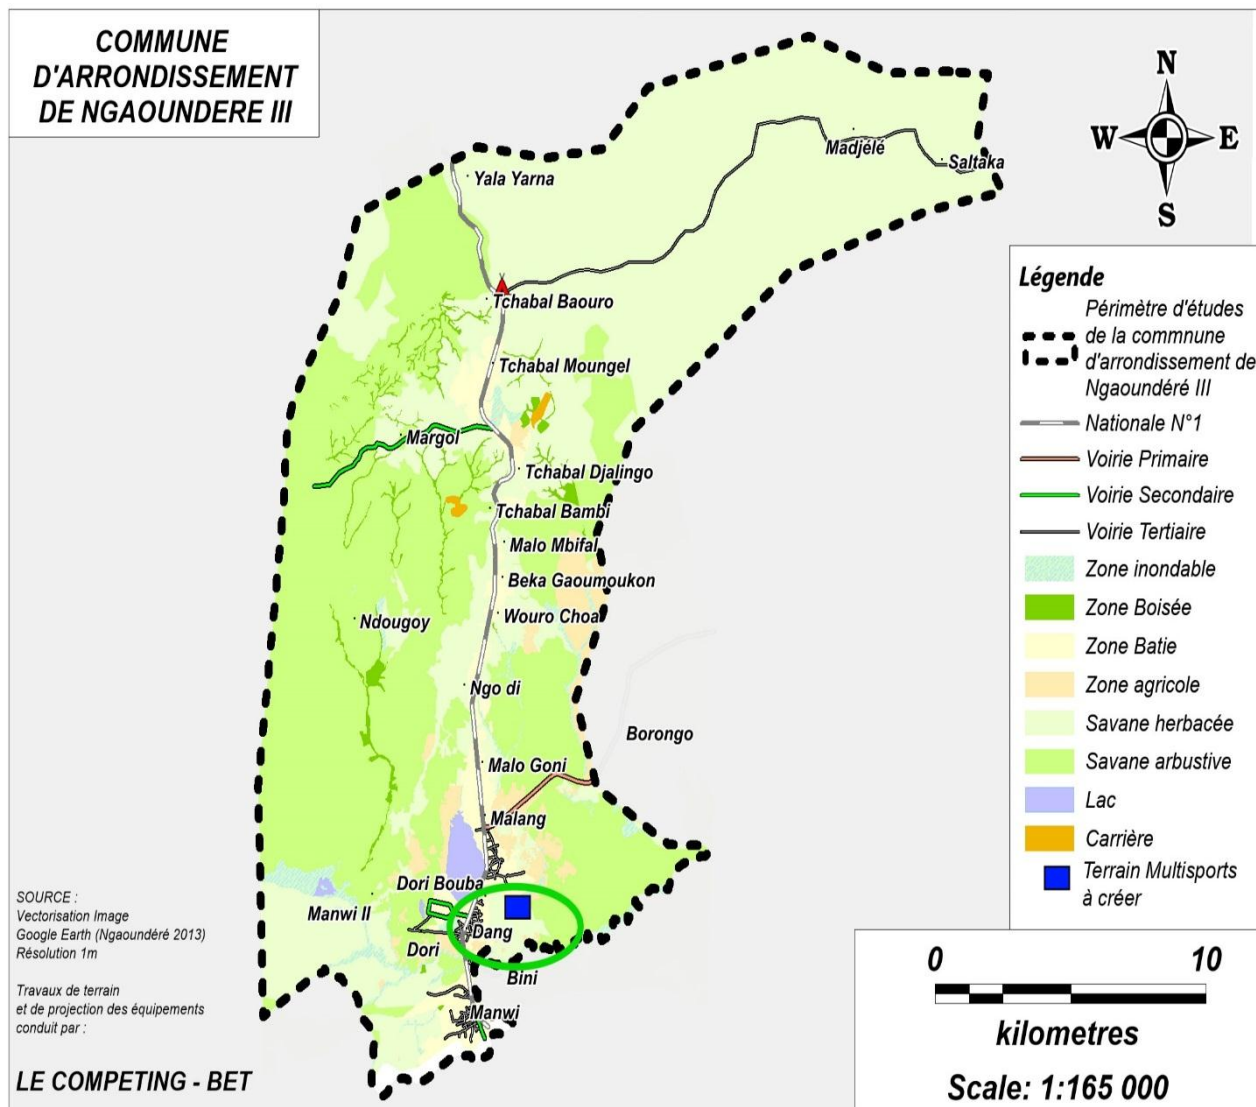 COMMUNE
D'ARRONDISSEMENT
DE NGAOUNDERE III
N
W
E
S
Yala Yarna
Madjélé
Saltaka
Tchabal Baouro
Tchabal Moungel
Margol
Tchabal Djalingo
Tchabal Bambi
Malo Mbifal
Beka Gaoumoukon
Wouro Choa
Ndougoy
Ngo di
Borongo
Malo Goni
Malang
Dori Bouba
Manwi II
Dang
Dori
Bini
Manwi
Légende
Périmètre d'études
de la commnune
d'arrondissement de
Ngaoundéré III
Nationale N°1
Voirie Primaire
Voirie Secondaire
Voirie Tertiaire
Zone inondable
Zone Boisée
Zone Batie
Zone agricole
Savane herbacée
Savane arbustive
Lac
Carrière
Terrain Multisports
à créer
SOURCE :
Vectorisation Image
Google Earth (Ngaoundéré 2013)
Résolution 1m
Travaux de terrain
et de projection des équipements
conduit par :
LE COMPETING - BET
0
10
kilometres
Scale: 1:165 000